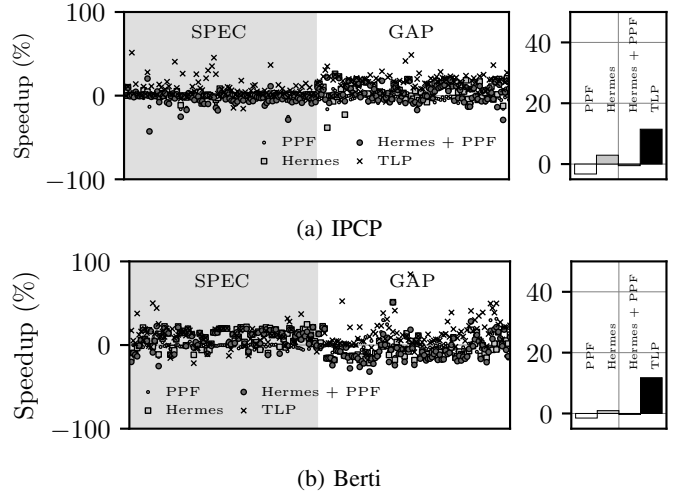 100
SPEC
GAP
Speedup (%)
0
PPF
Hermes + PPF
Hermes
TLP
−100
40
20
0
PPF
Hermes
Hermes + PPF
TLP
(a) IPCP
100
SPEC
GAP
Speedup (%)
0
PPF
Hermes + PPF
Hermes
TLP
−100
40
20
0
PPF
Hermes
Hermes + PPF
TLP
(b) Berti